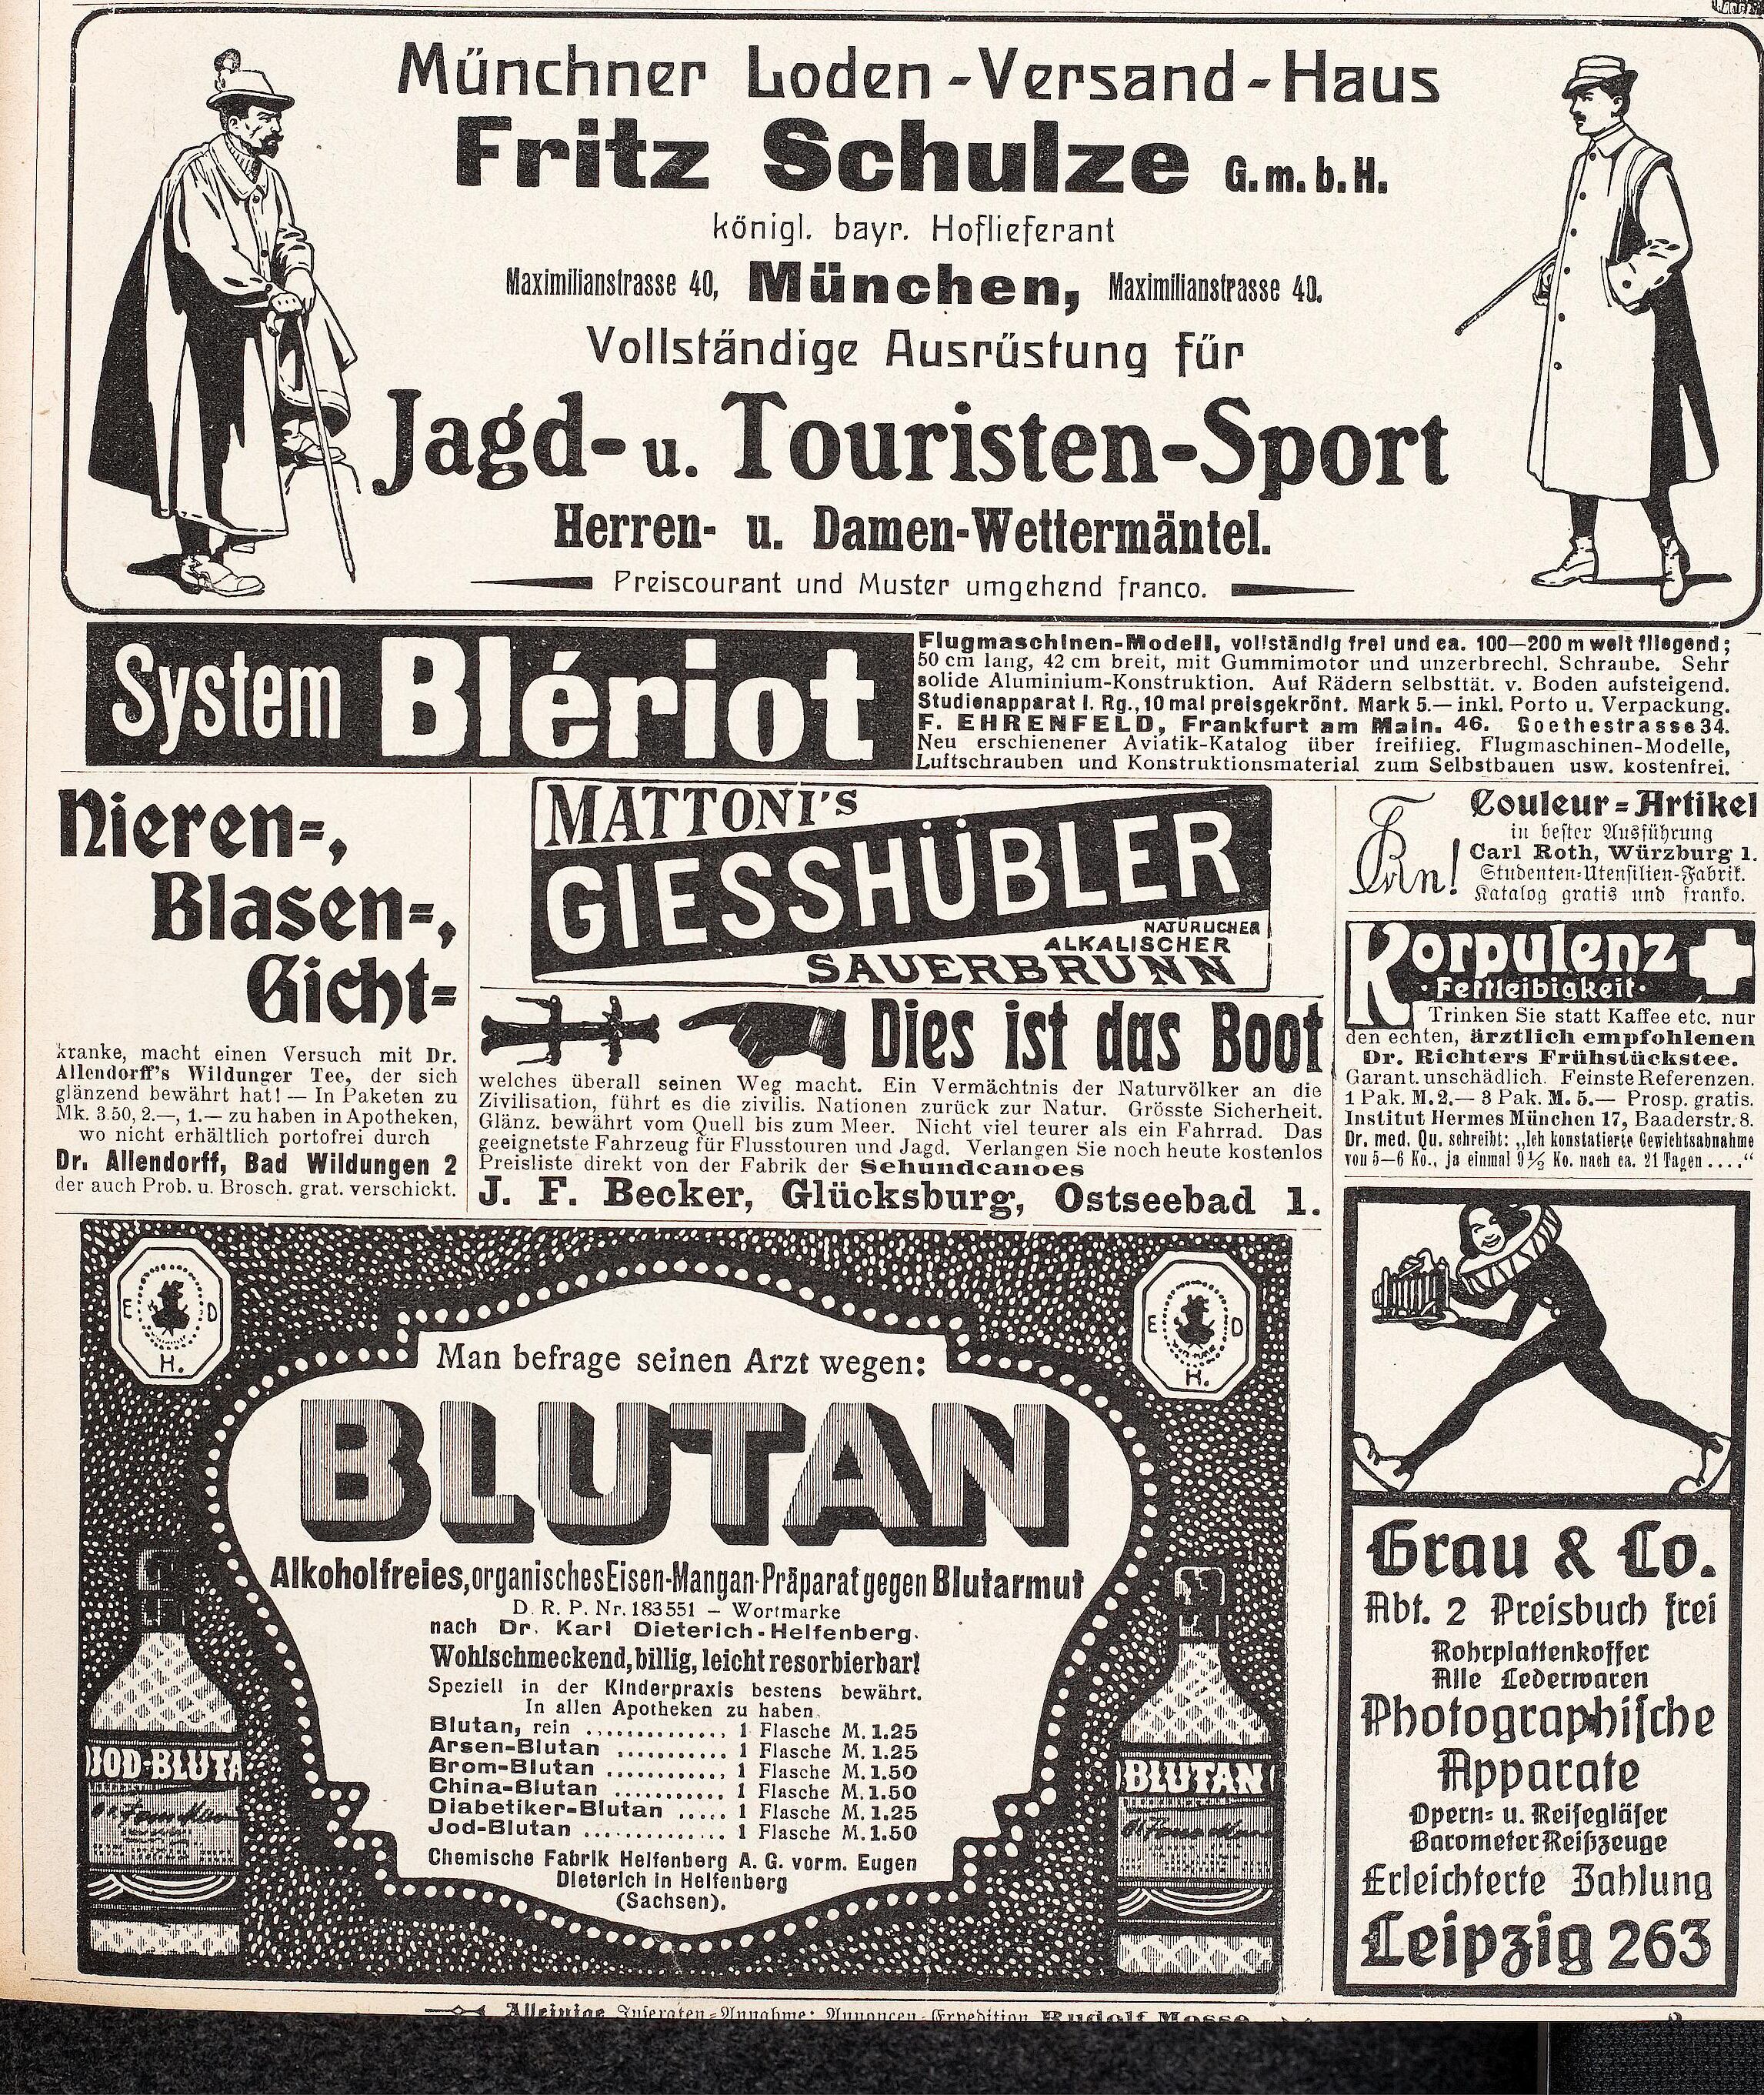 Münchner Loden-Versand-Haus
Fritz Schulze G.m.b.H.
königl. bayr. Hoflieferant
Maximilianstrasse 40, München, Maximilianstrasse 40.
Vollständige Ausrüstung für
Jagd- u. Touristen-Sport
Herren- u. Damen-Wettermäntel.
Preiscourant und Muster umgehend franco.
System Blériot
Flugmaschinen-Modell, vollständig frei und ca. 100—200 m weit fliegend;
50 cm lang, 42 cm breit, mit Gummimotor und unzerbrechl. Schraube. Sehr
solide Aluminium-Konstruktion. Auf Rädern selbsttät. v. Boden aufsteigend.
Studienapparat I. Rg., 10 mal preisgekrönt. Mark 5.— inkl. Porto u. Verpackung.
F. EHRENFELD, Frankfurt am Main. 46. Goethestrasse 34.
Neu erschienener Aviatik-Katalog über freiflieg. Flugmaschinen-Modelle,
Luftschrauben und Konstruktionsmaterial zum Selbstbauen usw. kostenfrei.
Nieren=,
Blasen=,
Gicht=
kranke, macht einen Versuch mit Dr.
Allendorff's Wildunger Tee, der sich
glänzend bewährt hat! — In Paketen zu
Mk. 3.50, 2.—, 1.— zu haben in Apotheken,
wo nicht erhältlich portofrei durch
Dr. Allendorff, Bad Wildungen 2
der auch Prob. u. Brosch. grat. verschickt.
MATTONI'S
GIESSHÜBLER
NATÜRLICHER
ALKALISCHER
SAUERBRUNN
Dies ist das Boot
welches überall seinen Weg macht. Ein Vermächtnis der Naturvölker an die
Zivilisation, führt es die zivilis. Nationen zurück zur Natur. Grösste Sicherheit.
Glänz. bewährt vom Quell bis zum Meer. Nicht viel teurer als ein Fahrrad. Das
geeignetste Fahrzeug für Flusstouren und Jagd. Verlangen Sie noch heute kostenlos
Preisliste direkt von der Fabrik der Sehundcanoes
J. F. Becker, Glücksburg, Ostseebad 1.
Couleur=Artikel
in bester Ausführung
Carl Roth, Würzburg 1.
Studenten=Utensilien=Fabrik.
Katalog gratis und franko.
Korpulenz
·Fettleibigkeit·
Trinken Sie statt Kaffee etc. nur
den echten, ärztlich empfohlenen
Dr. Richters Frühstückstee.
Garant. unschädlich. Feinste Referenzen.
1 Pak. M. 2.— 3 Pak. M. 5.— Prosp. gratis.
Institut Hermes München 17, Baaderstr. 8.
Dr. med. Qu. schreibt: „Ich konstatierte Gewichtsabnahme
von 5—6 Ko., ja einmal 9½ Ko. nach ca. 21 Tagen ...."
E D
H.
E D
H.
Man befrage seinen Arzt wegen:
BLUTAN
Alkoholfreies, organisches Eisen-Mangan-Präparat gegen Blutarmut
D. R. P. Nr. 183551 — Wortmarke
nach Dr. Karl Dieterich-Helfenberg.
Wohlschmeckend, billig, leicht resorbierbar!
Speziell in der Kinderpraxis bestens bewährt.
In allen Apotheken zu haben.
Blutan, rein ............. 1 Flasche M. 1.25
Arsen-Blutan ........... 1 Flasche M. 1.25
Brom-Blutan ............ 1 Flasche M. 1.50
China-Blutan ........... 1 Flasche M. 1.50
Diabetiker-Blutan ..... 1 Flasche M. 1.25
Jod-Blutan .............. 1 Flasche M. 1.50
Chemische Fabrik Helfenberg A. G. vorm. Eugen
Dieterich in Helfenberg
(Sachsen).
JOD-BLUTA
BLUTAN
Grau & Co.
Abt. 2 Preisbuch frei
Rohrplattenkoffer
Alle Lederwaren
Photographische
Apparate
Opern= u. Reisegläser
Barometer Reißzeuge
Erleichterte Zahlung
Leipzig 263
Alleinige Inseraten=Annahme: Annoncen=Expedition Rudolf Mosse